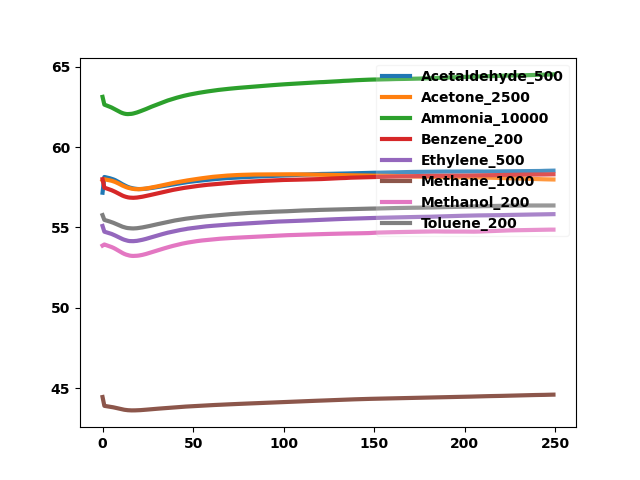 65
60
55
50
45
0
50
100
150
200
250
Acetaldehyde_500
Acetone_2500
Ammonia_10000
Benzene_200
Ethylene_500
Methane_1000
Methanol_200
Toluene_200